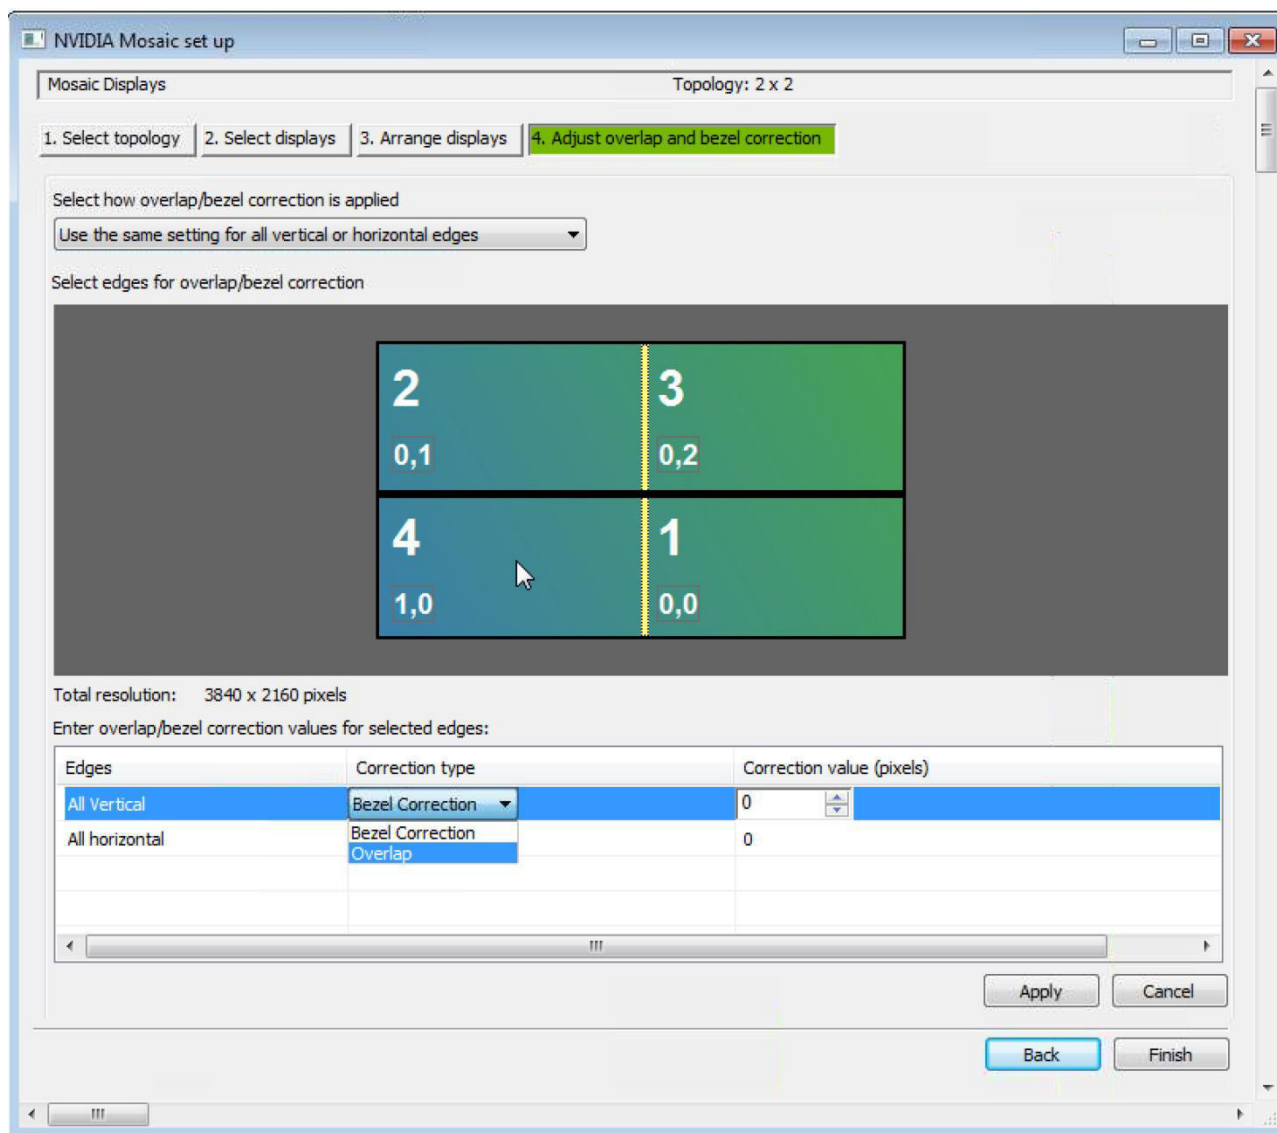 NVIDIA Mosaic set up
Mosaic Displays Topology: 2 x 2
1. Select topology 2. Select displays 3. Arrange displays 4. Adjust overlap and bezel correction
Select how overlap/bezel correction is applied
Use the same setting for all vertical or horizontal edges
Select edges for overlap/bezel correction
2 3
0,1 0,2
4 1
1,0 0,0
Total resolution: 3840 x 2160 pixels
Enter overlap/bezel correction values for selected edges:
Edges Correction type Correction value (pixels)
All Vertical Bezel Correction 0
All horizontal Bezel Correction 0
Overlap
Apply Cancel
Back Finish